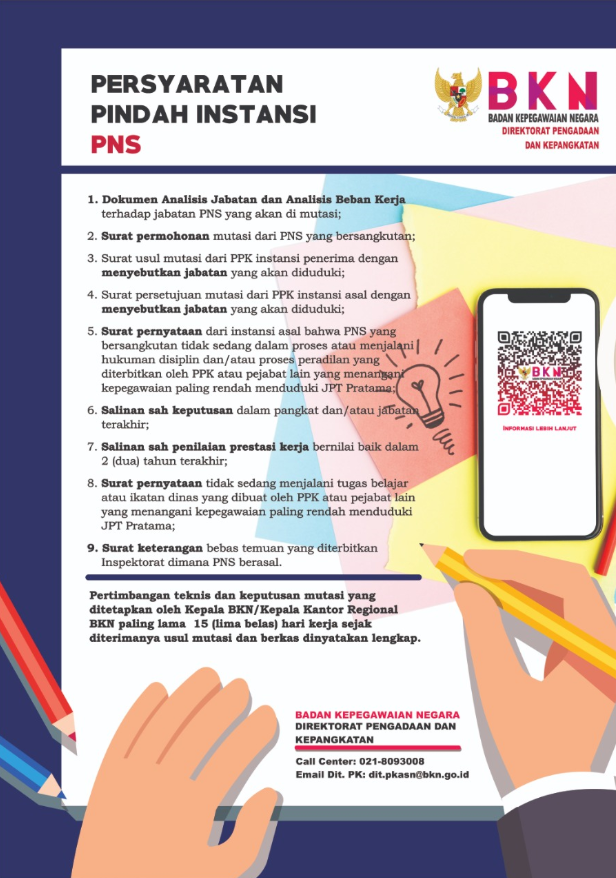 PERSYARATAN
PINDAH INSTANSI
PNS
BKN
BADAN KEPEGAWAIAN NEGARA
DIREKTORAT PENGADAAN
DAN KEPANGKATAN
1. Dokumen Analisis Jabatan dan Analisis Beban Kerja
terhadap jabatan PNS yang akan di mutasi;
2. Surat permohonan mutasi dari PNS yang bersangkutan;
3. Surat usul mutasi dari PPK instansi penerima dengan
menyebutkan jabatan yang akan diduduki;
4. Surat persetujuan mutasi dari PPK instansi asal dengan
menyebutkan jabatan yang akan diduduki;
5. Surat pernyataan dari instansi asal bahwa PNS yang
bersangkutan tidak sedang dalam proses atau menjalani
hukuman disiplin dan/atau proses peradilan yang
diterbitkan oleh PPK atau pejabat lain yang menangani
kepegawaian paling rendah menduduki JPT Pratama;
6. Salinan sah keputusan dalam pangkat dan/atau jabatan
terakhir;
7. Salinan sah penilaian prestasi kerja bernilai baik dalam
2 (dua) tahun terakhir;
8. Surat pernyataan tidak sedang menjalani tugas belajar
atau ikatan dinas yang dibuat oleh PPK atau pejabat lain
yang menangani kepegawaian paling rendah menduduki
JPT Pratama;
9. Surat keterangan bebas temuan yang diterbitkan
Inspektorat dimana PNS berasal.
Pertimbangan teknis dan keputusan mutasi yang
ditetapkan oleh Kepala BKN/Kepala Kantor Regional
BKN paling lama 15 (lima belas) hari kerja sejak
diterimanya usul mutasi dan berkas dinyatakan lengkap.
BKN
INFORMASI LEBIH LANJUT
BADAN KEPEGAWAIAN NEGARA
DIREKTORAT PENGADAAN DAN
KEPANGKATAN
Call Center: 021-8093008
Email Dit. PK: dit.pkasn@bkn.go.id